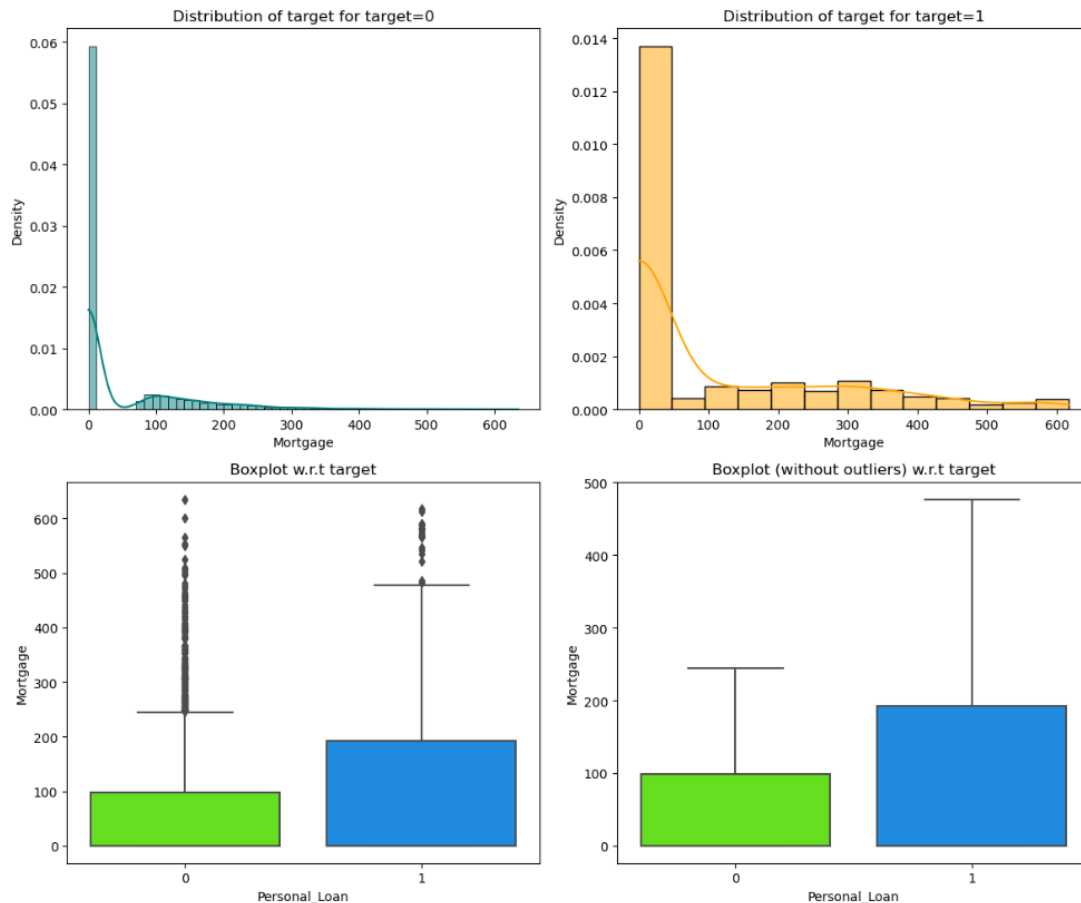 Distribution of target for target=0
0.06
0.05
0.04
0.03
0.02
0.01
0.00
Density
0 100 200 300 400 500 600
Mortgage
Distribution of target for target=1
0.014
0.012
0.010
0.008
0.006
0.004
0.002
0.000
Density
0 100 200 300 400 500 600
Mortgage
Boxplot w.r.t target
600
500
400
300
200
100
0
Mortgage
0 1
Personal_Loan
Boxplot (without outliers) w.r.t target
500
400
300
200
100
0
Mortgage
0 1
Personal_Loan